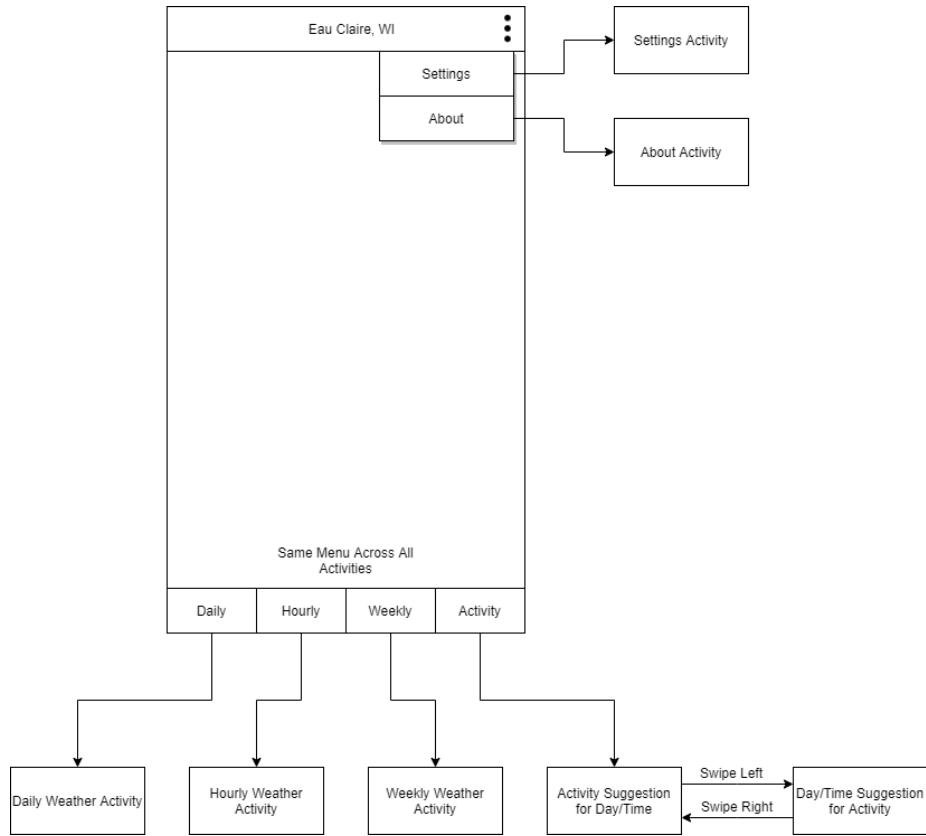 Eau Claire, WI
Settings
Settings Activity
About
About Activity
Same Menu Across All
Activities
Daily
Hourly
Weekly
Activity
Daily Weather Activity
Hourly Weather
Activity
Weekly Weather
Activity
Activity Suggestion
for Day/Time
Swipe Left
Swipe Right
Day/Time Suggestion
for Activity